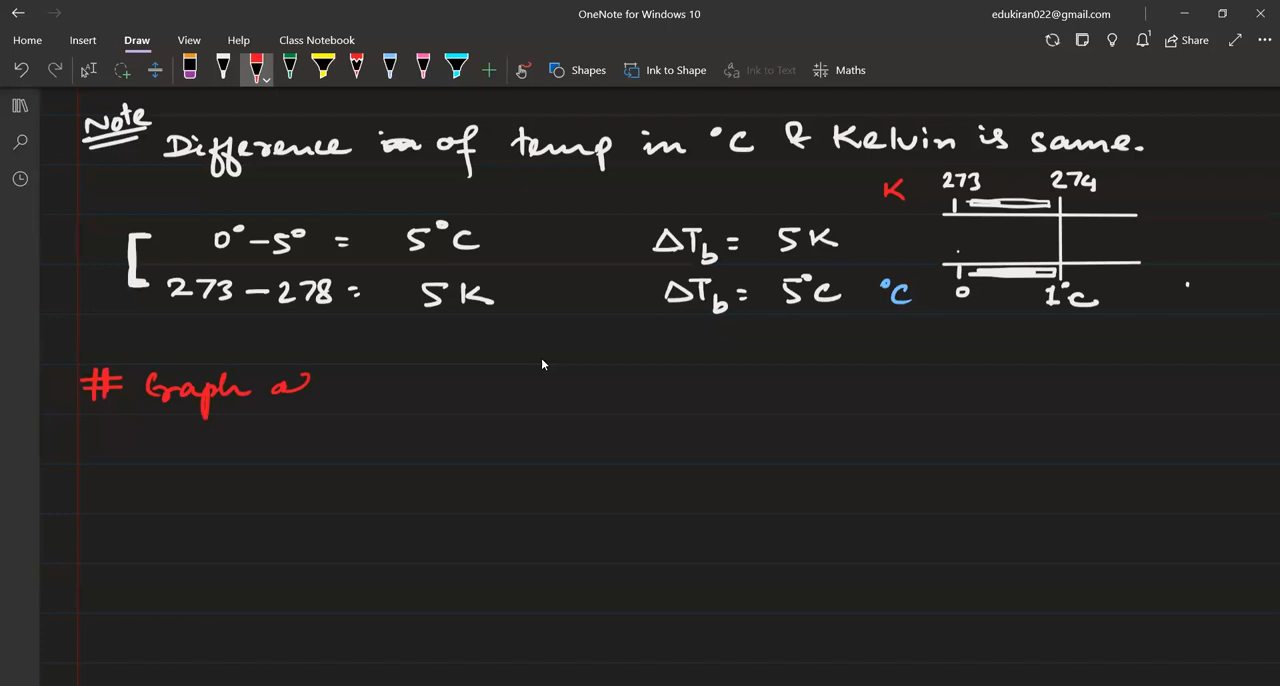 OneNote for Windows 10
edukiran022@gmail.com
Home Insert Draw View Help Class Notebook
Share
Shapes Ink to Shape Ink to Text Maths
Note
Difference of temp in °C & Kelvin is same.
K 273 274
0° - 5° = 5°C
ΔTb = 5 K
273 - 278 = 5 K
ΔTb = 5°C
°C 0 1°C
# Graph